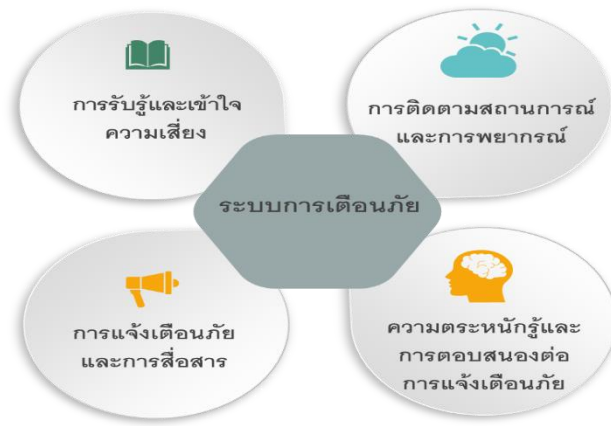 การรับรู้และเข้าใจ
ความเสี่ยง
การติดตามสถานการณ์
และการพยากรณ์
ระบบการเตือนภัย
การแจ้งเตือนภัย
และการสื่อสาร
ความตระหนักรู้และ
การตอบสนองต่อ
การแจ้งเตือนภัย